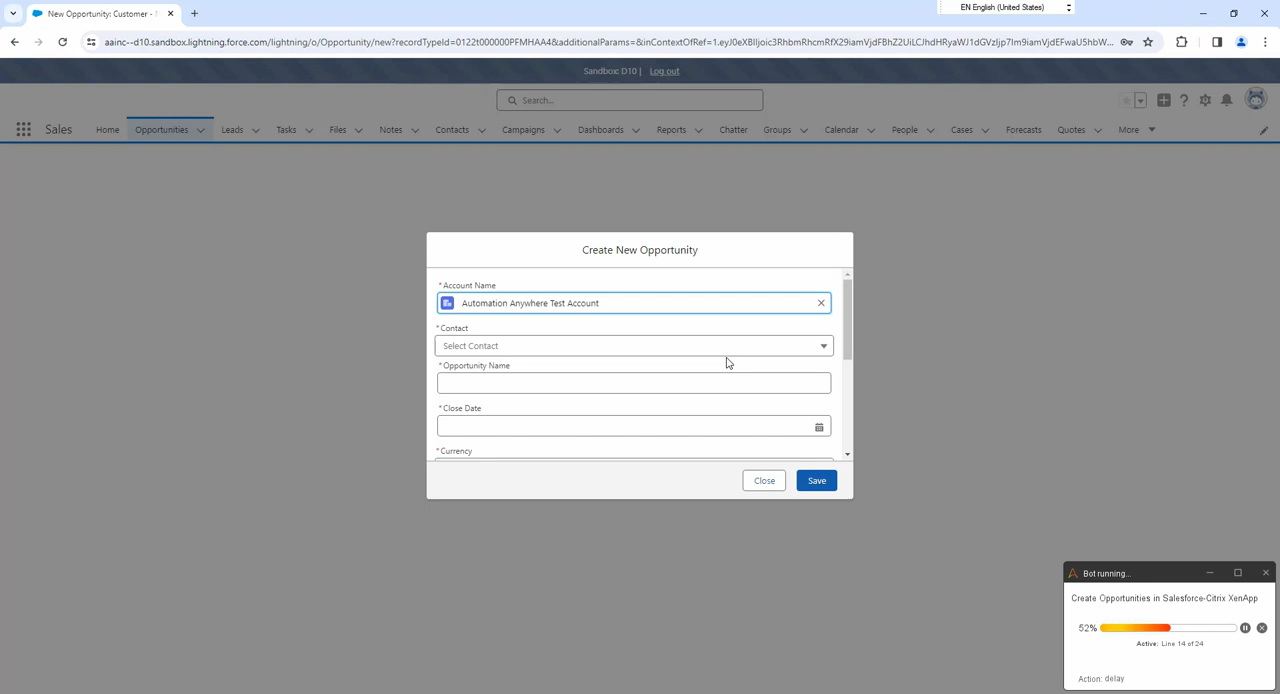 EN English (United States)
New Opportunity: Customer -
aainc--d10.sandbox.lightning.force.com/lightning/o/Opportunity/new?recordTypeId=0122t000000PFMHAA4&additionalParams=&inContextOfRef=1.eyJ0eXBlIjoic3RhbmRhcmRfX29iamVjdFBhZ2UiLCJhdHRyaWJ1dGVzIjp7Im9iamVjdEFwaU5hbW...
Sandbox: D10 | Log out
Search...
Sales Home Opportunities Leads Tasks Files Notes Contacts Campaigns Dashboards Reports Chatter Groups Calendar People Cases Forecasts Quotes More
Create New Opportunity
*Account Name
Automation Anywhere Test Account
*Contact
Select Contact
*Opportunity Name
*Close Date
*Currency
Close Save
Bot running...
Create Opportunities in Salesforce-Citrix XenApp
52%
Active: Line 14 of 24
Action: delay